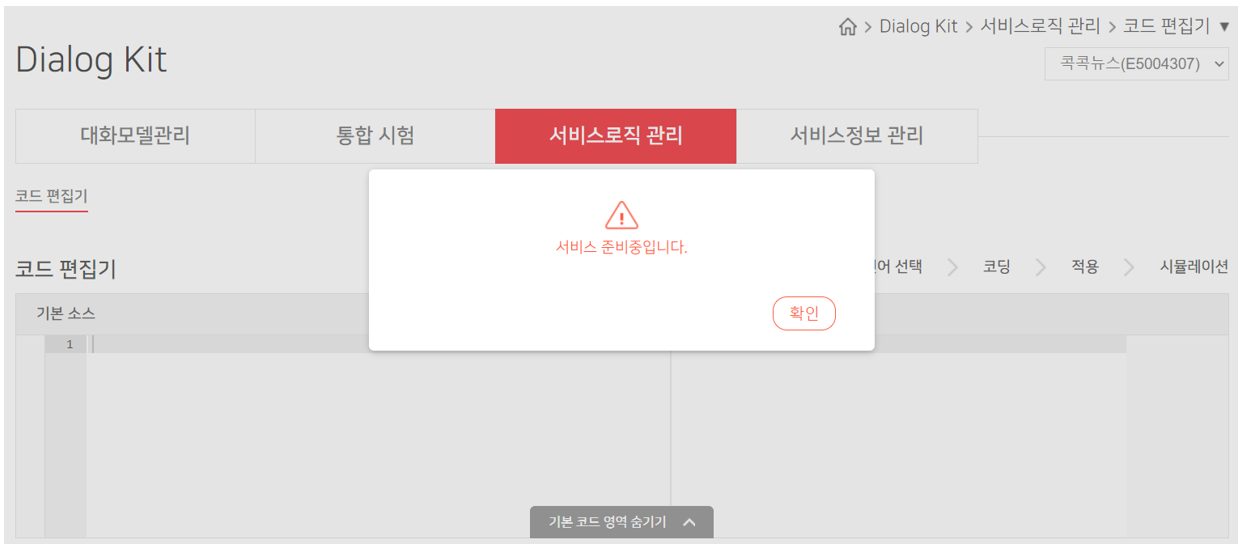 > Dialog Kit > 서비스로직 관리 > 코드 편집기 ▼
Dialog Kit
콕콕뉴스(E5004307)
대화모델관리
통합 시험
서비스로직 관리
서비스정보 관리
코드 편집기
서비스 준비중입니다.
확인
코드 편집기
선택 > 코딩 > 적용 > 시뮬레이션
기본 소스
1
기본 코드 영역 숨기기